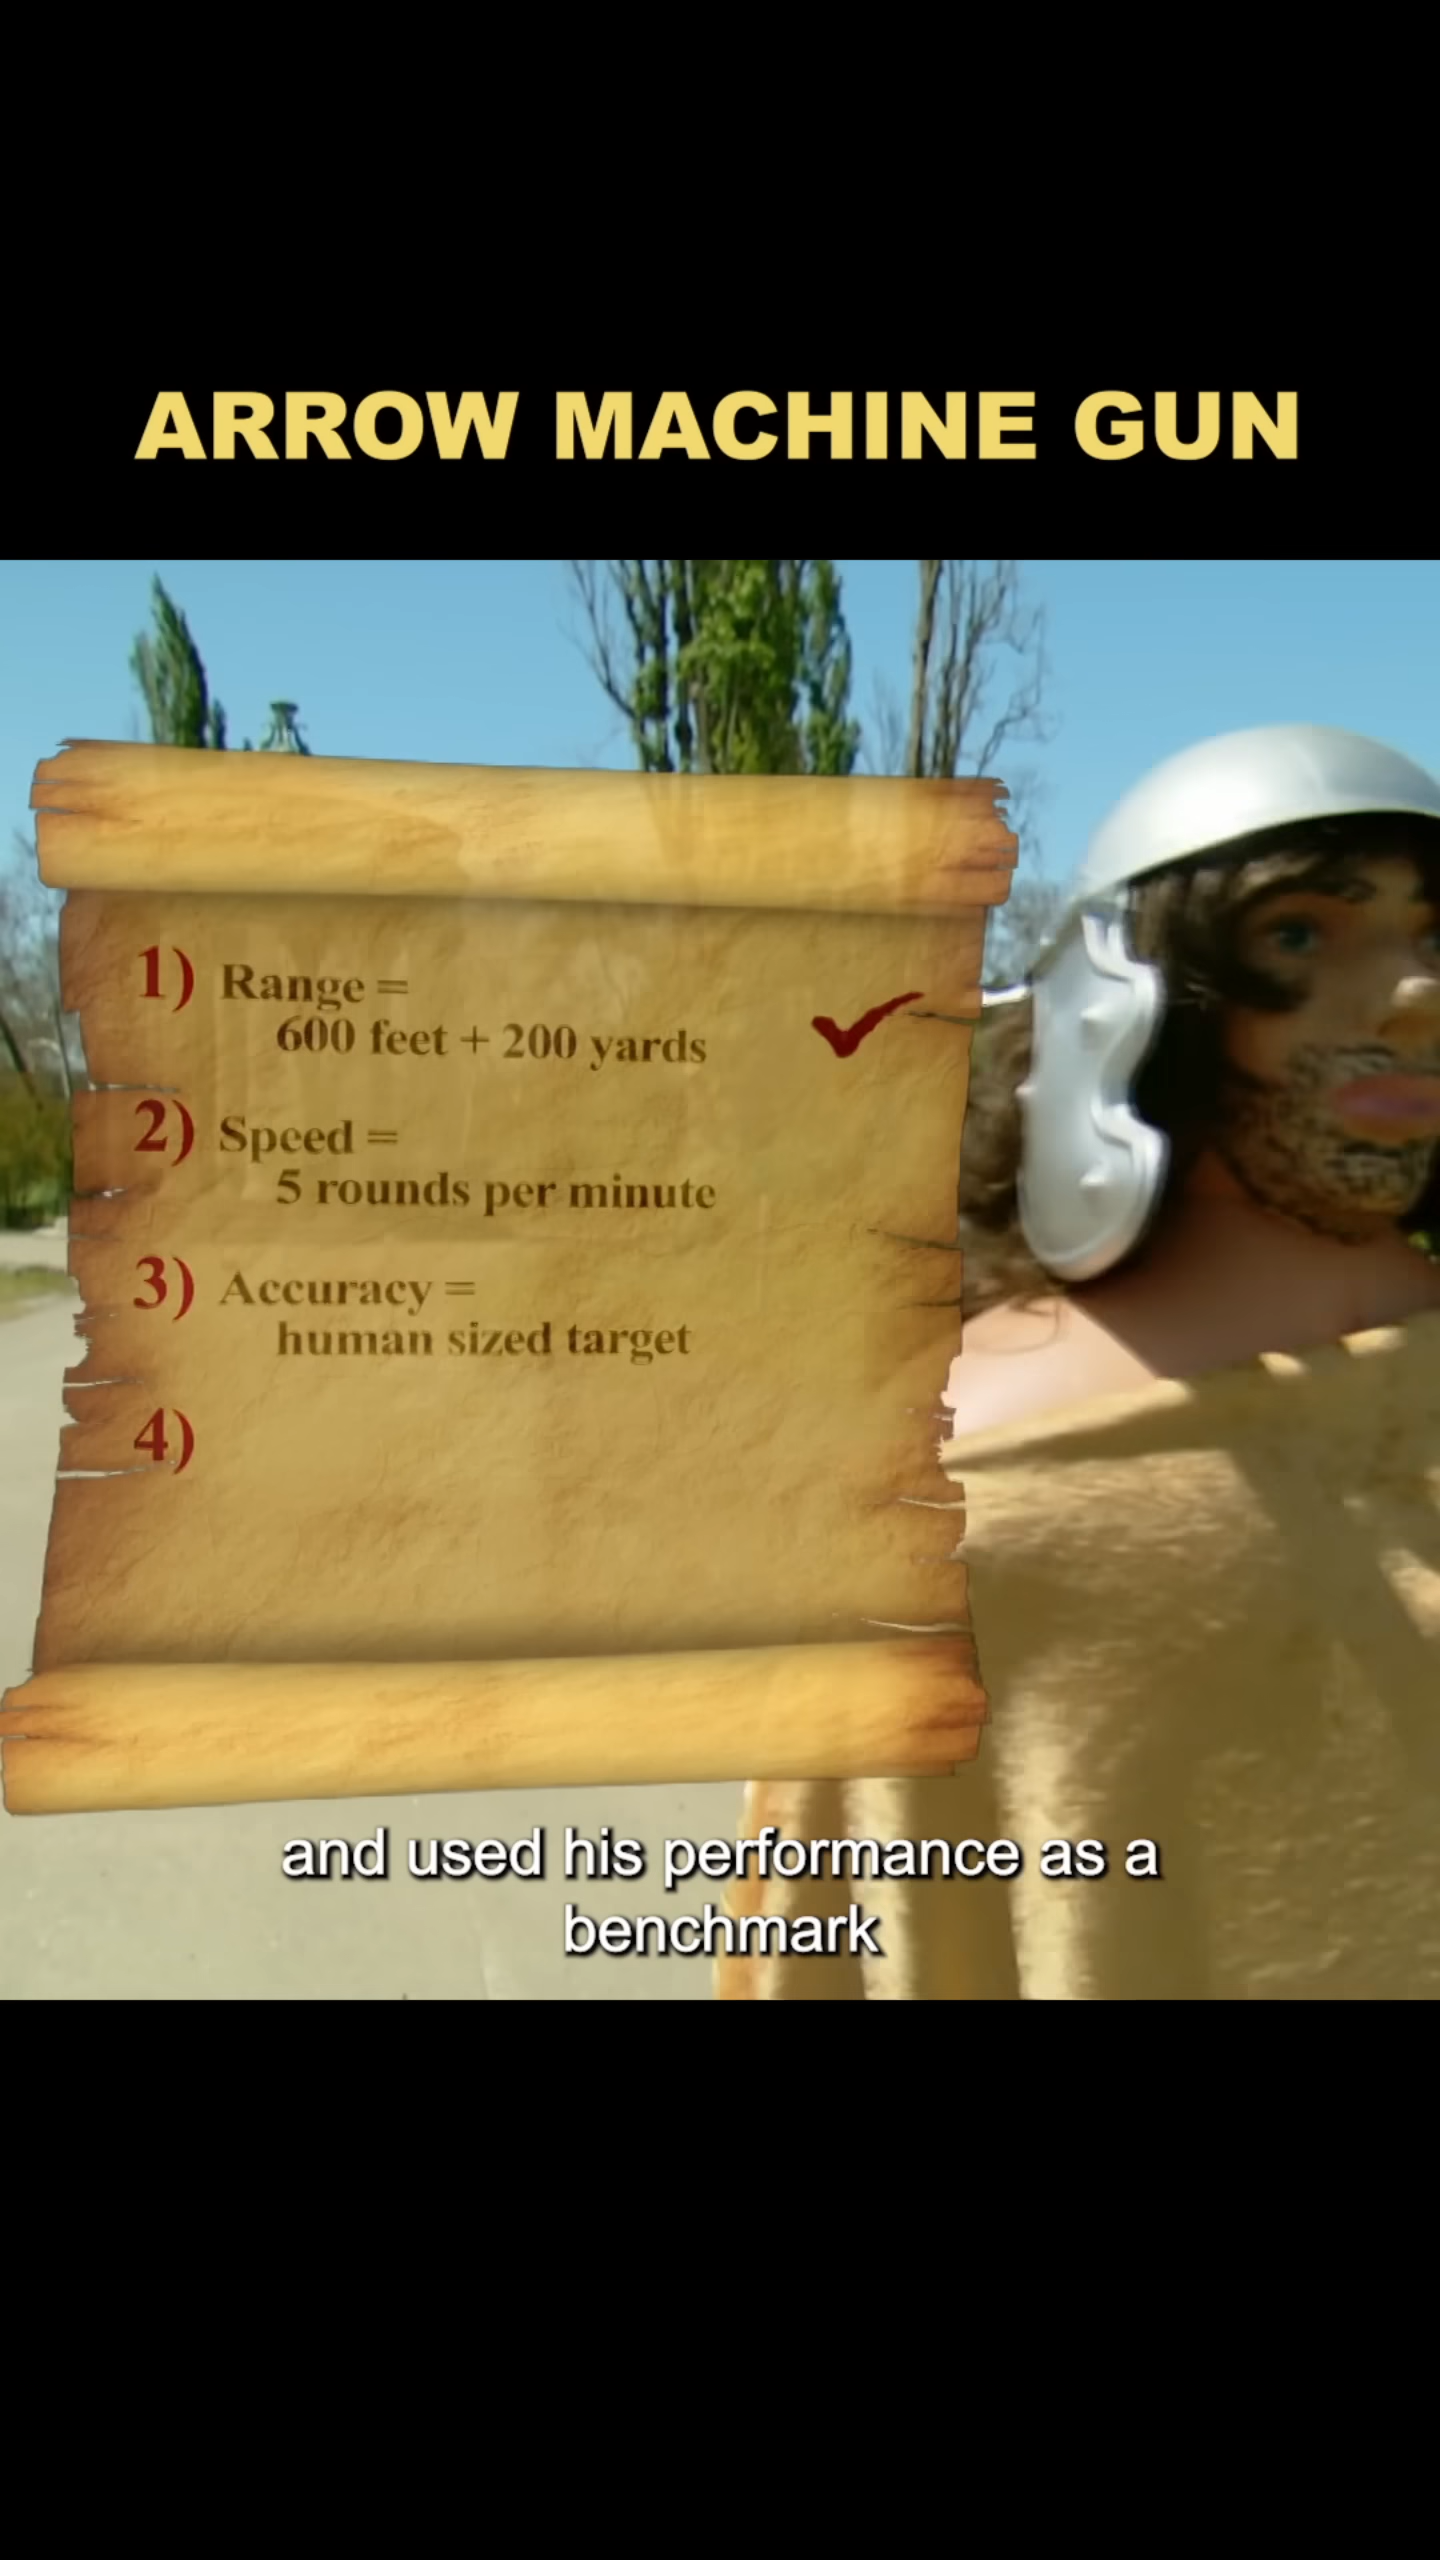 ARROW MACHINE GUN
1) Range =
600 feet + 200 yards
2) Speed =
5 rounds per minute
3) Accuracy =
human sized target
4)
and used his performance as a
benchmark